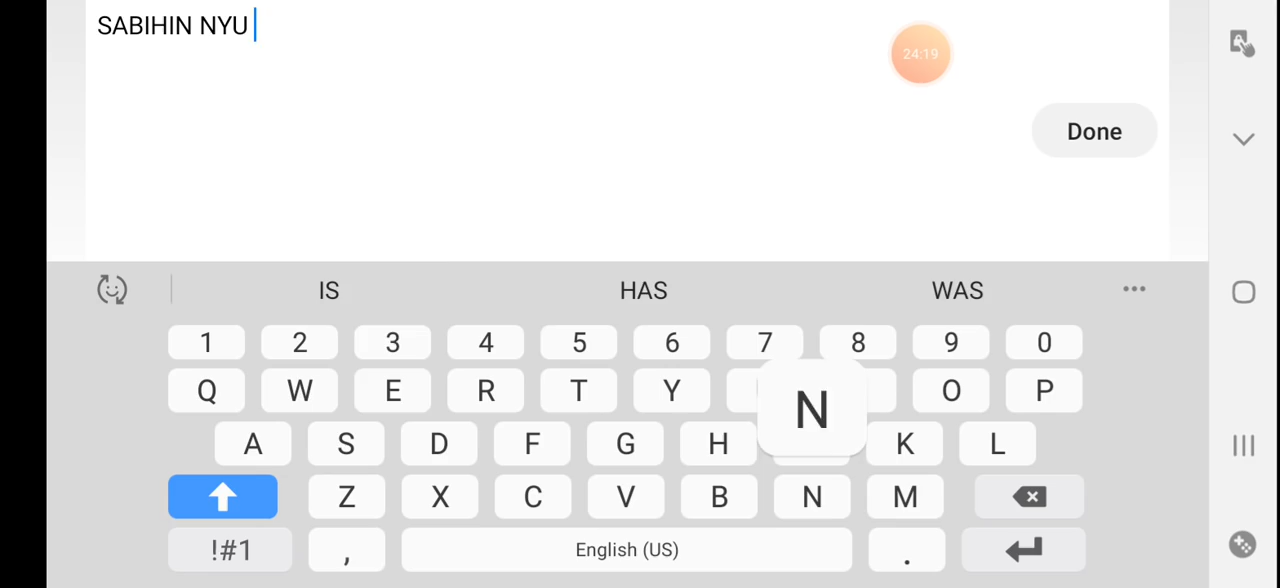 SABIHIN NYU
24:19
Done
IS HAS WAS
1 2 3 4 5 6 7 8 9 0
Q W E R T Y O P
N
A S D F G H K L
Z X C V B N M
!#1 , English (US) .